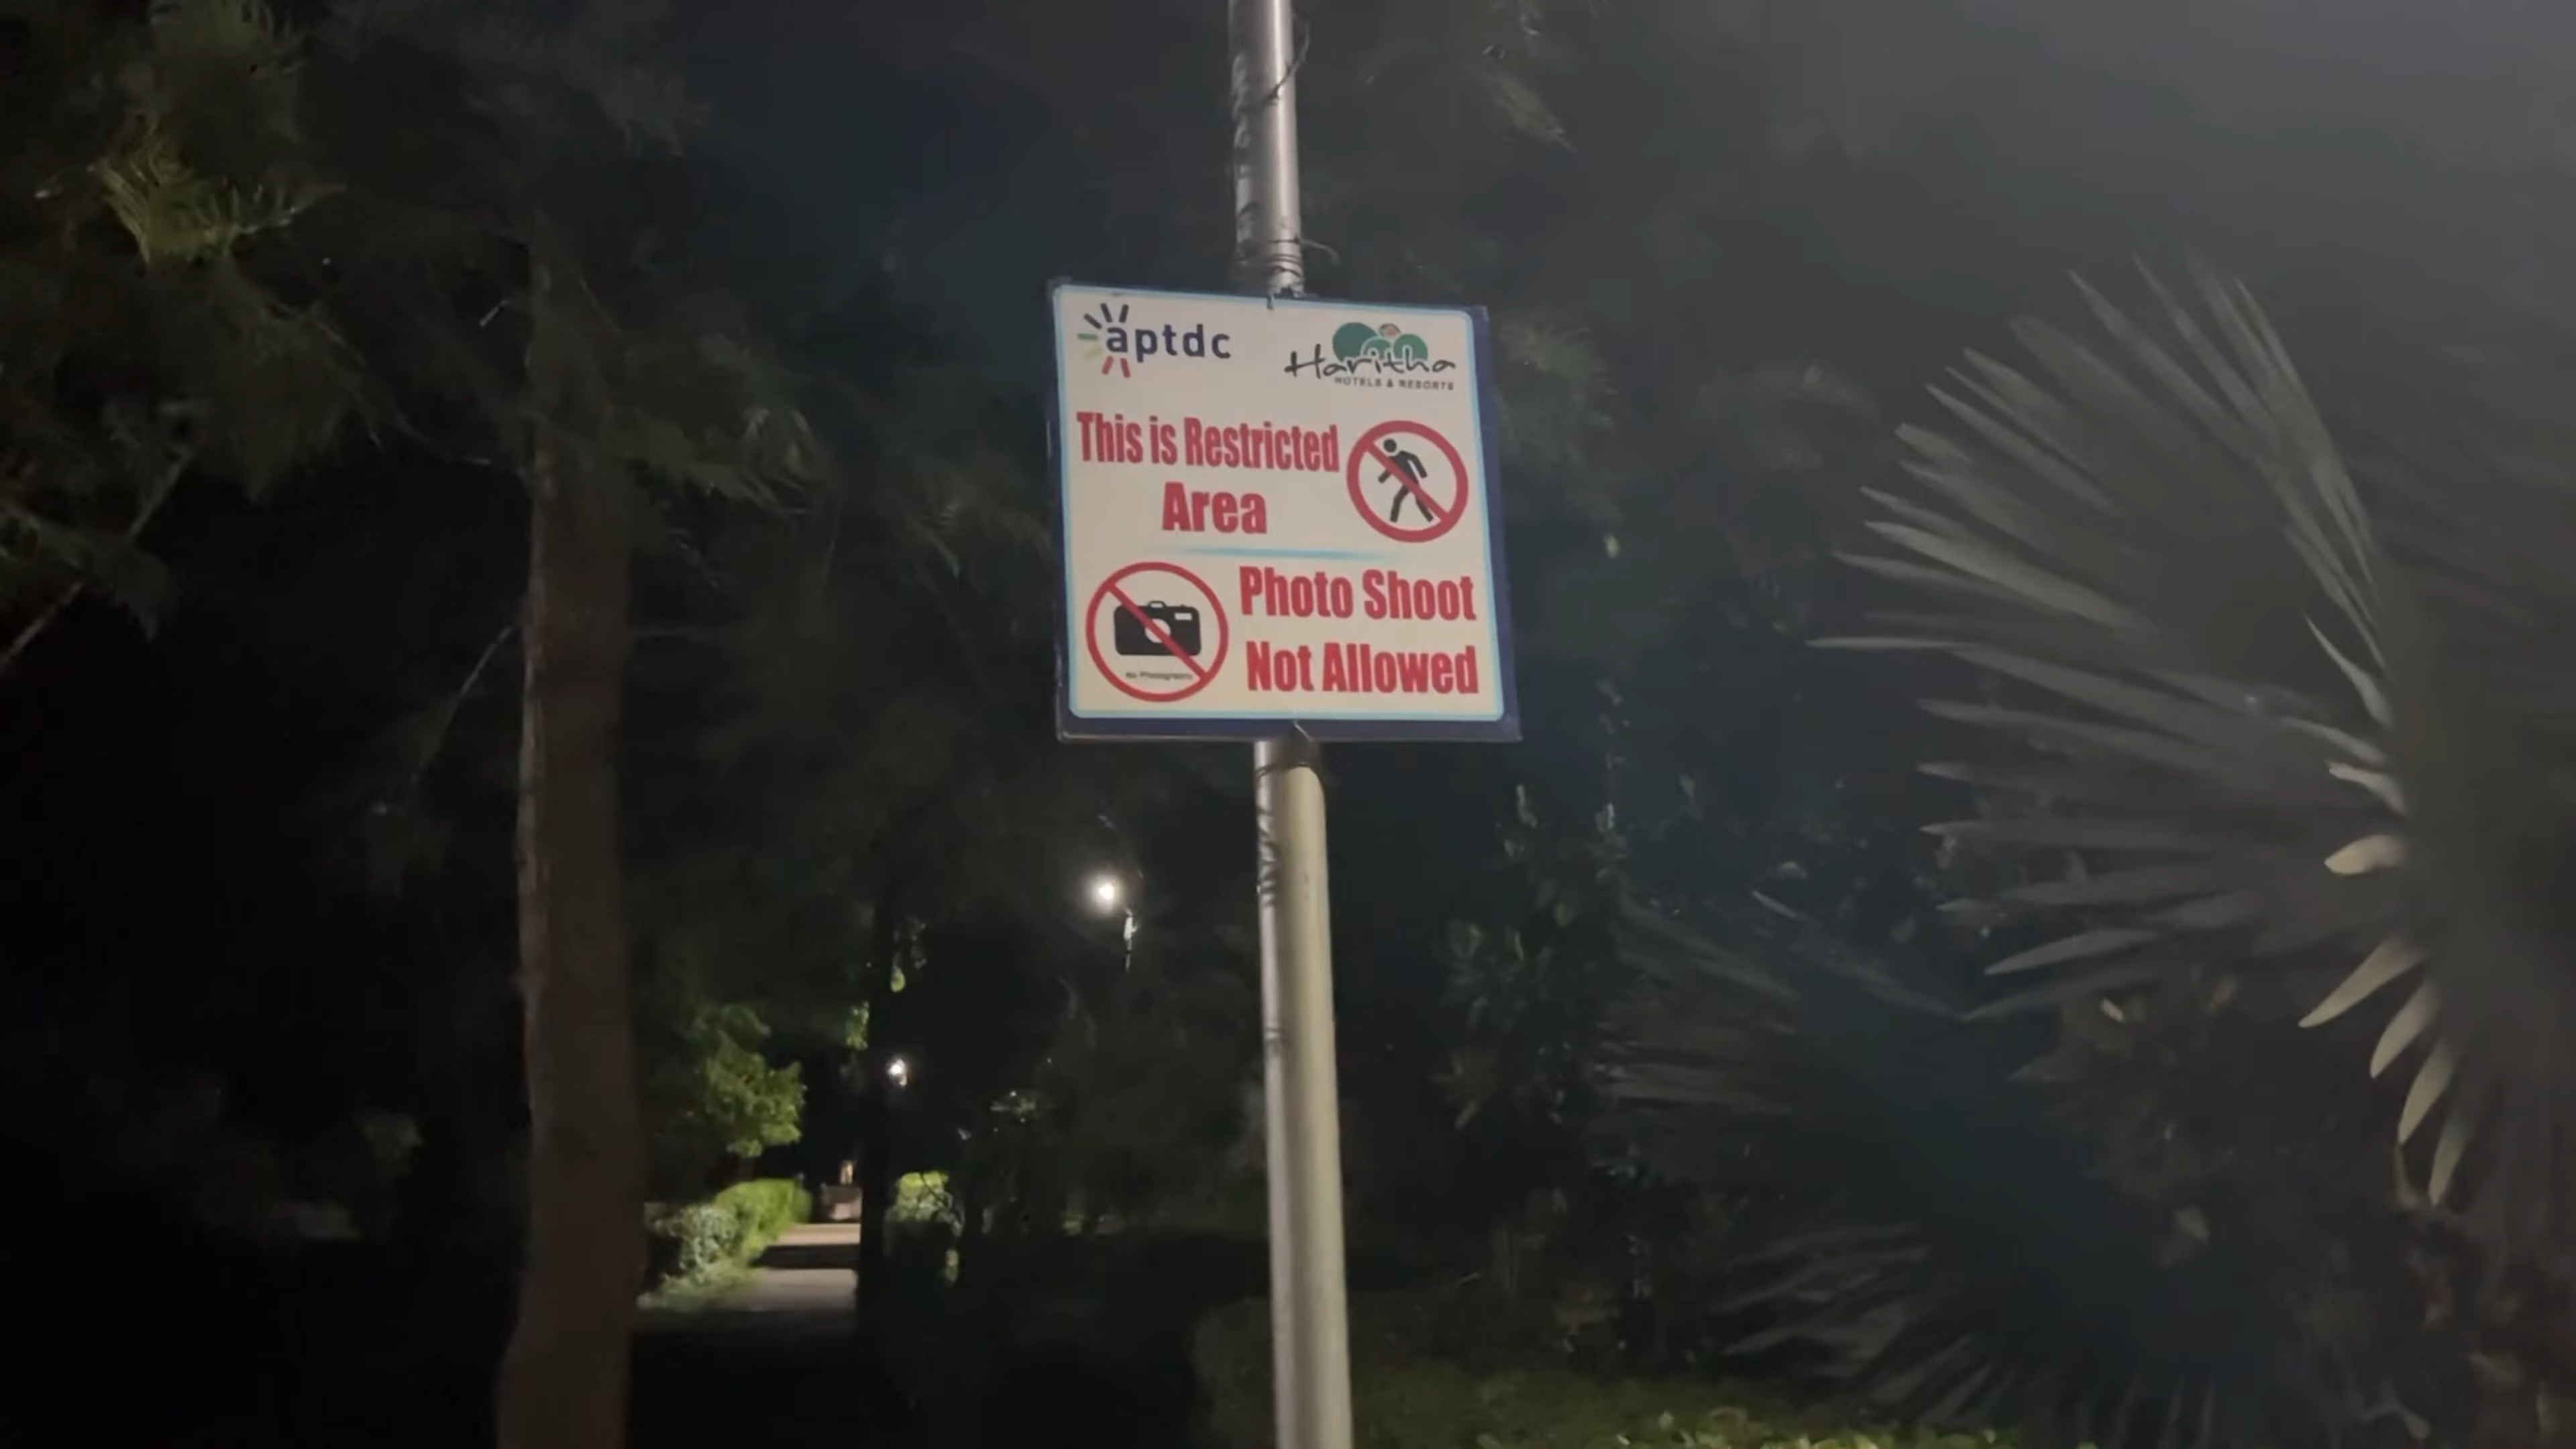 aptdc
Haritha
HOTELS & RESORTS
This is Restricted
Area
Photo Shoot
Not Allowed